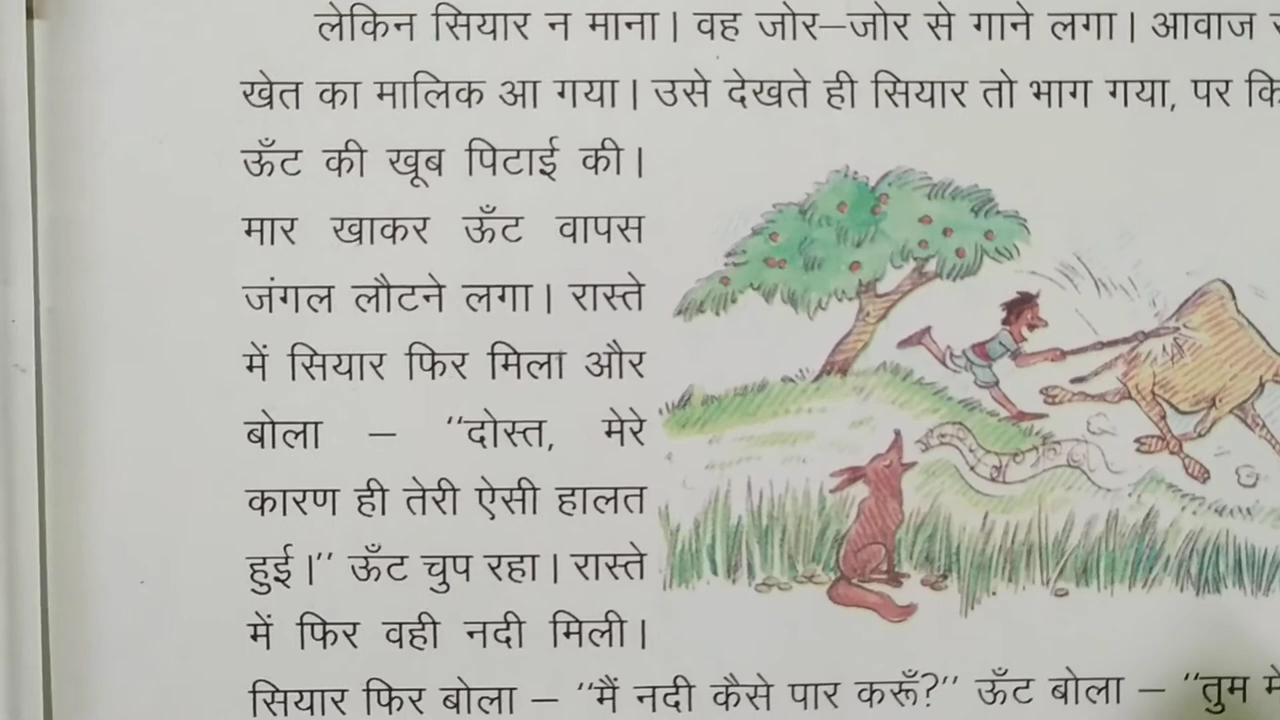 लेकिन सियार न माना। वह जोर–जोर से गाने लगा। आवाज
खेत का मालिक आ गया। उसे देखते ही सियार तो भाग गया, पर
ऊँट की खूब पिटाई की।
मार खाकर ऊँट वापस
जंगल लौटने लगा। रास्ते
में सियार फिर मिला और
बोला – "दोस्त, मेरे
कारण ही तेरी ऐसी हालत
हुई।" ऊँट चुप रहा। रास्ते
में फिर वही नदी मिली।
सियार फिर बोला – "मैं नदी कैसे पार करूँ?" ऊँट बोला – "तुम